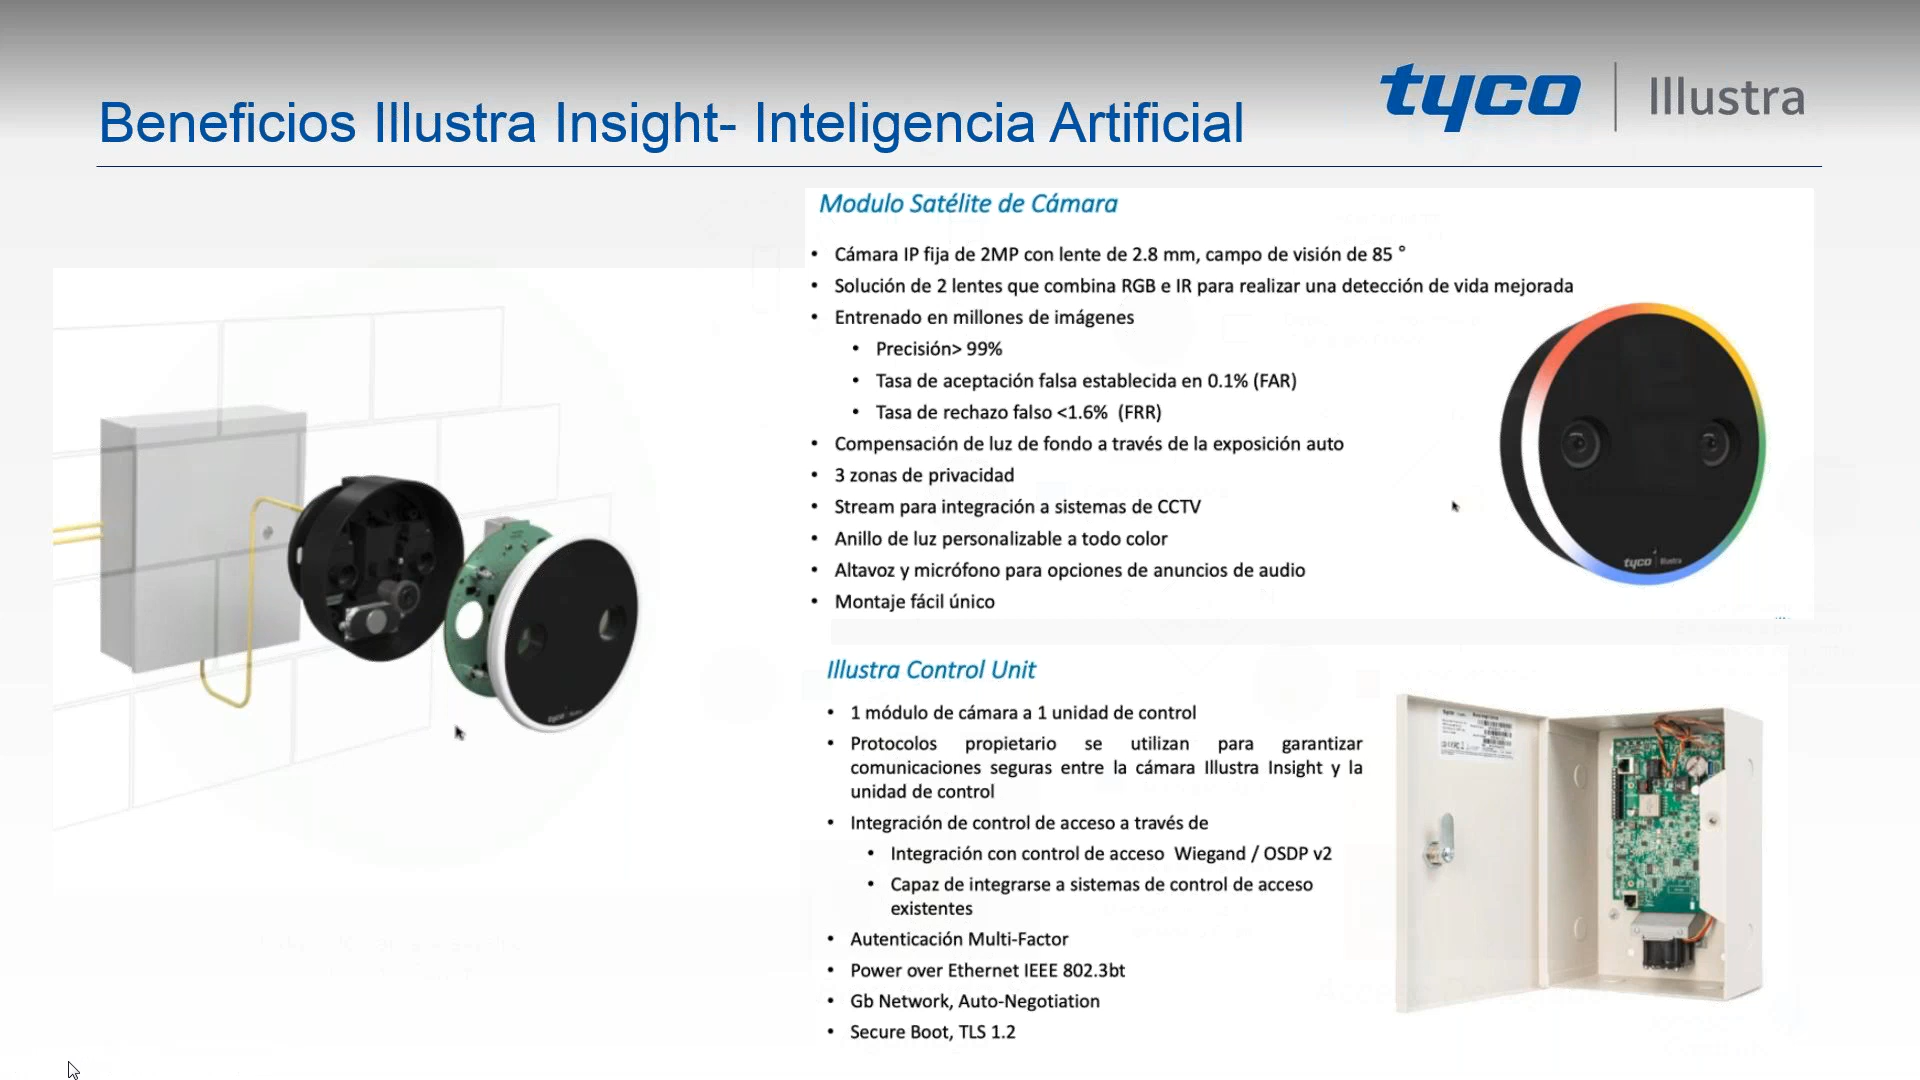 Beneficios Illustra Insight- Inteligencia Artificial
tyco | Illustra
Modulo Satélite de Cámara
• Cámara IP fija de 2MP con lente de 2.8 mm, campo de visión de 85 °
• Solución de 2 lentes que combina RGB e IR para realizar una detección de vida mejorada
• Entrenado en millones de imágenes
• Precisión> 99%
• Tasa de aceptación falsa establecida en 0.1% (FAR)
• Tasa de rechazo falso <1.6% (FRR)
• Compensación de luz de fondo a través de la exposición auto
• 3 zonas de privacidad
• Stream para integración a sistemas de CCTV
• Anillo de luz personalizable a todo color
• Altavoz y micrófono para opciones de anuncios de audio
• Montaje fácil único
tyco Illustra
tyco
Illustra Control Unit
• 1 módulo de cámara a 1 unidad de control
• Protocolos propietario se utilizan para garantizar
comunicaciones seguras entre la cámara Illustra Insight y la
unidad de control
• Integración de control de acceso a través de
• Integración con control de acceso Wiegand / OSDP v2
• Capaz de integrarse a sistemas de control de acceso
existentes
• Autenticación Multi-Factor
• Power over Ethernet IEEE 802.3bt
• Gb Network, Auto-Negotiation
• Secure Boot, TLS 1.2